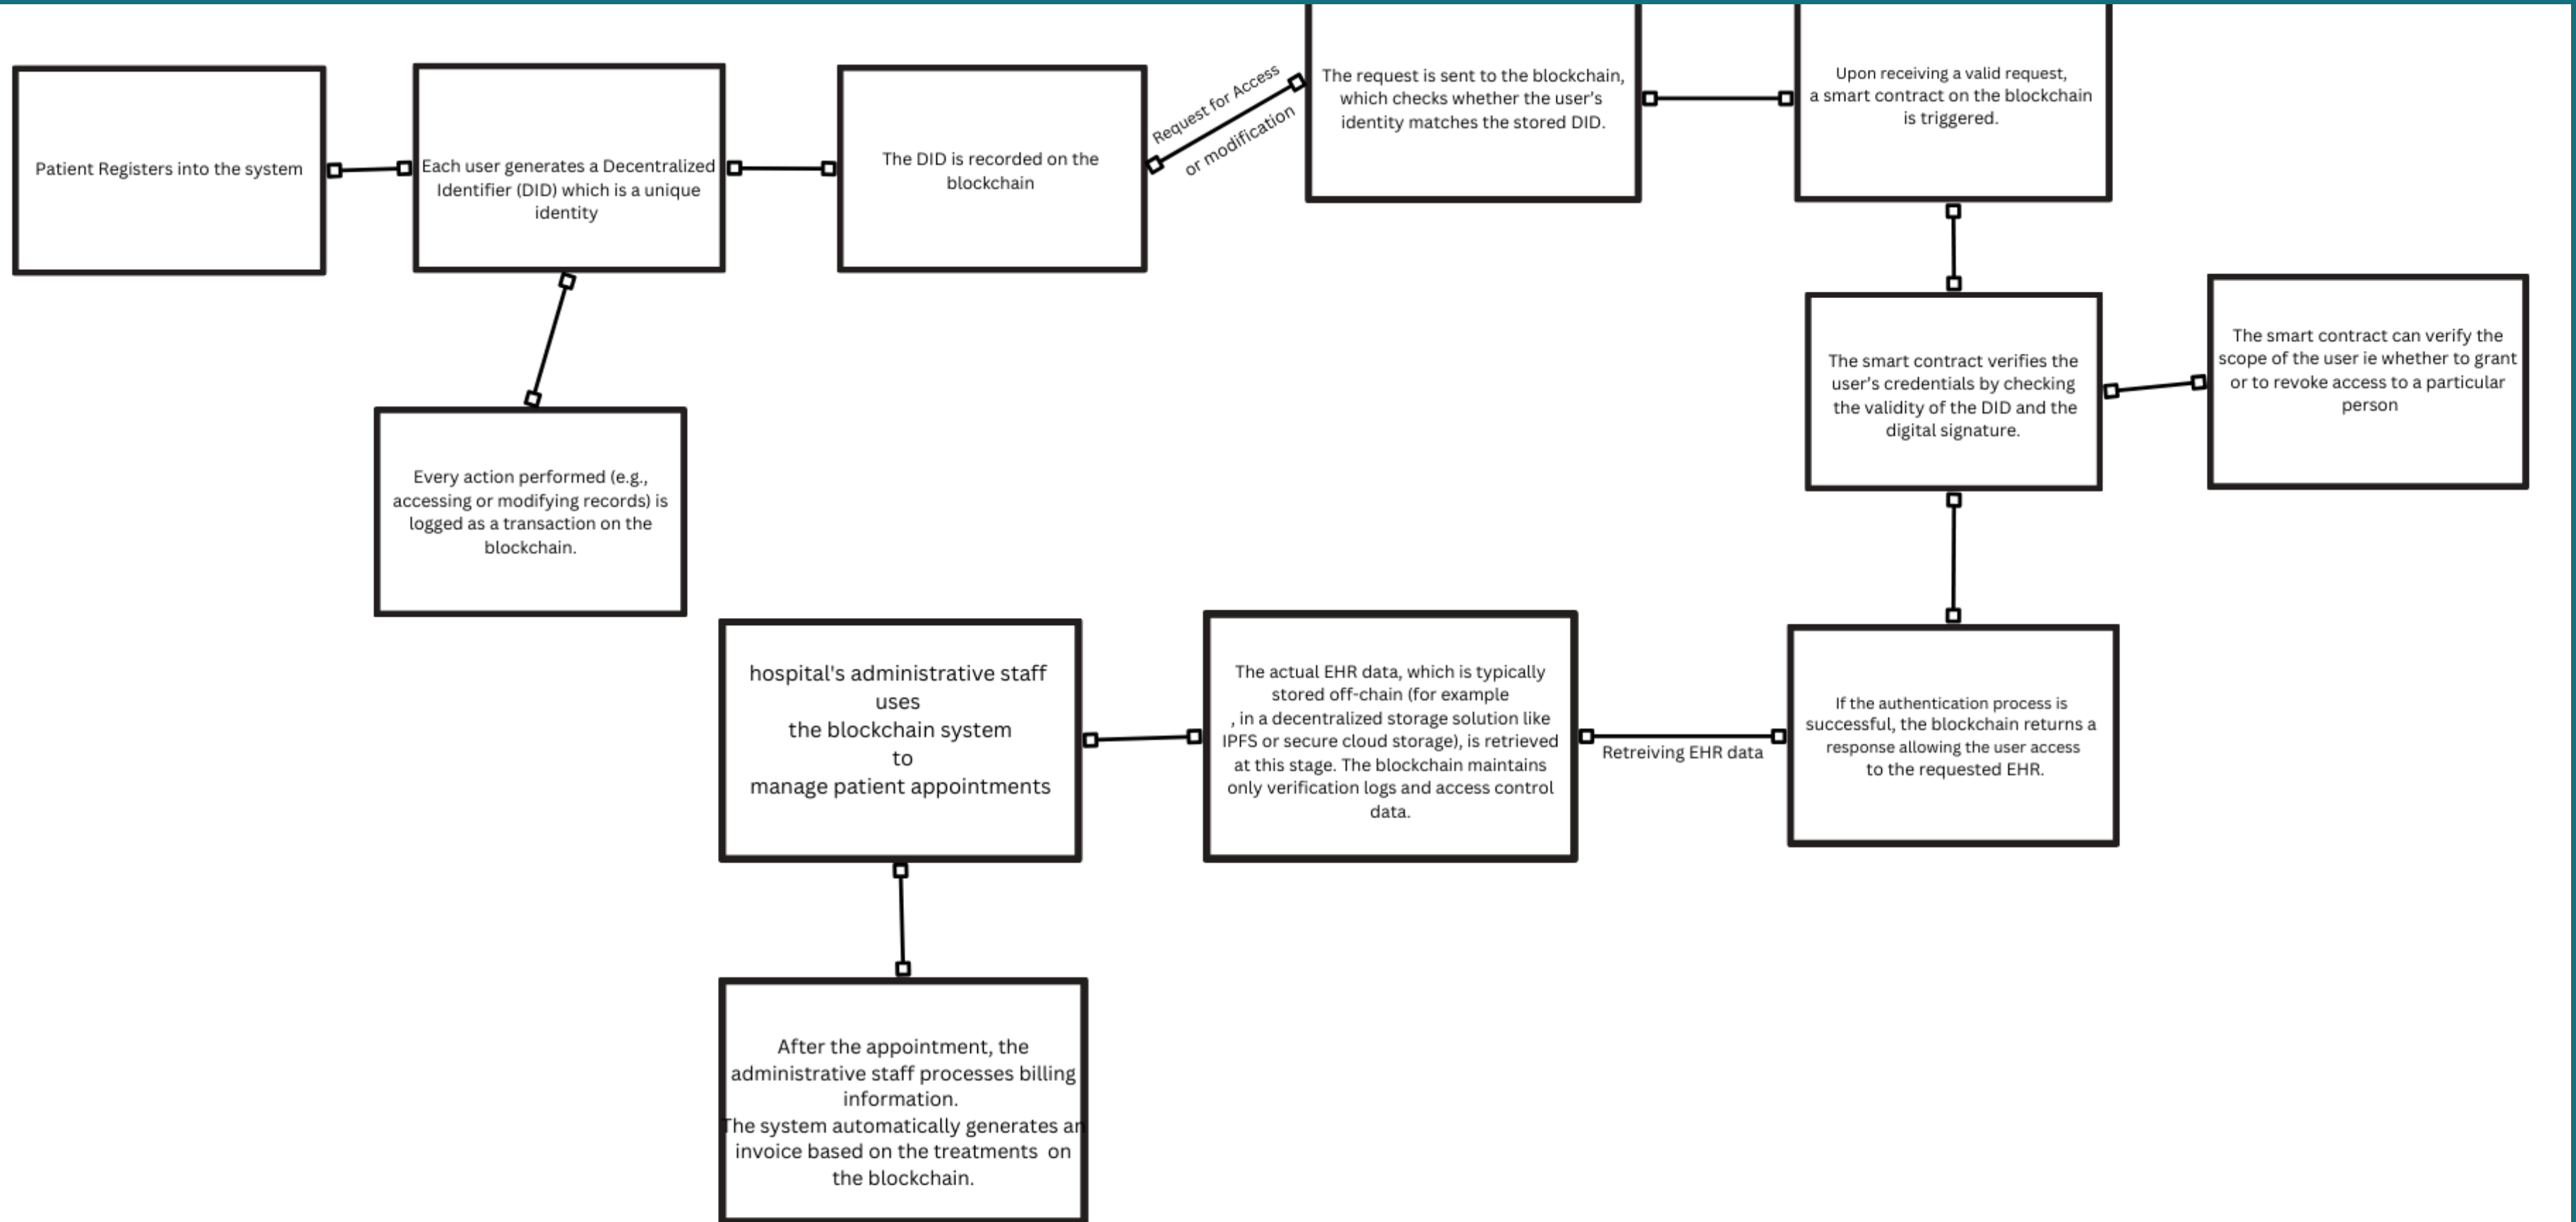 Patient Registers into the system
Each user generates a Decentralized
Identifier (DID) which is a unique
identity
The DID is recorded on the
blockchain
Request for Access
or modification
The request is sent to the blockchain,
which checks whether the user's
identity matches the stored DID.
Upon receiving a valid request,
a smart contract on the blockchain
is triggered.
The smart contract verifies the
user's credentials by checking
the validity of the DID and the
digital signature.
The smart contract can verify the
scope of the user ie whether to grant
or to revoke access to a particular
person
Every action performed (e.g.,
accessing or modifying records) is
logged as a transaction on the
blockchain.
hospital's administrative staff
uses
the blockchain system
to
manage patient appointments
The actual EHR data, which is typically
stored off-chain (for example
, in a decentralized storage solution like
IPFS or secure cloud storage), is retrieved
at this stage. The blockchain maintains
only verification logs and access control
data.
Retreiving EHR data
If the authentication process is
successful, the blockchain returns a
response allowing the user access
to the requested EHR.
After the appointment, the
administrative staff processes billing
information.
The system automatically generates an
invoice based on the treatments on
the blockchain.